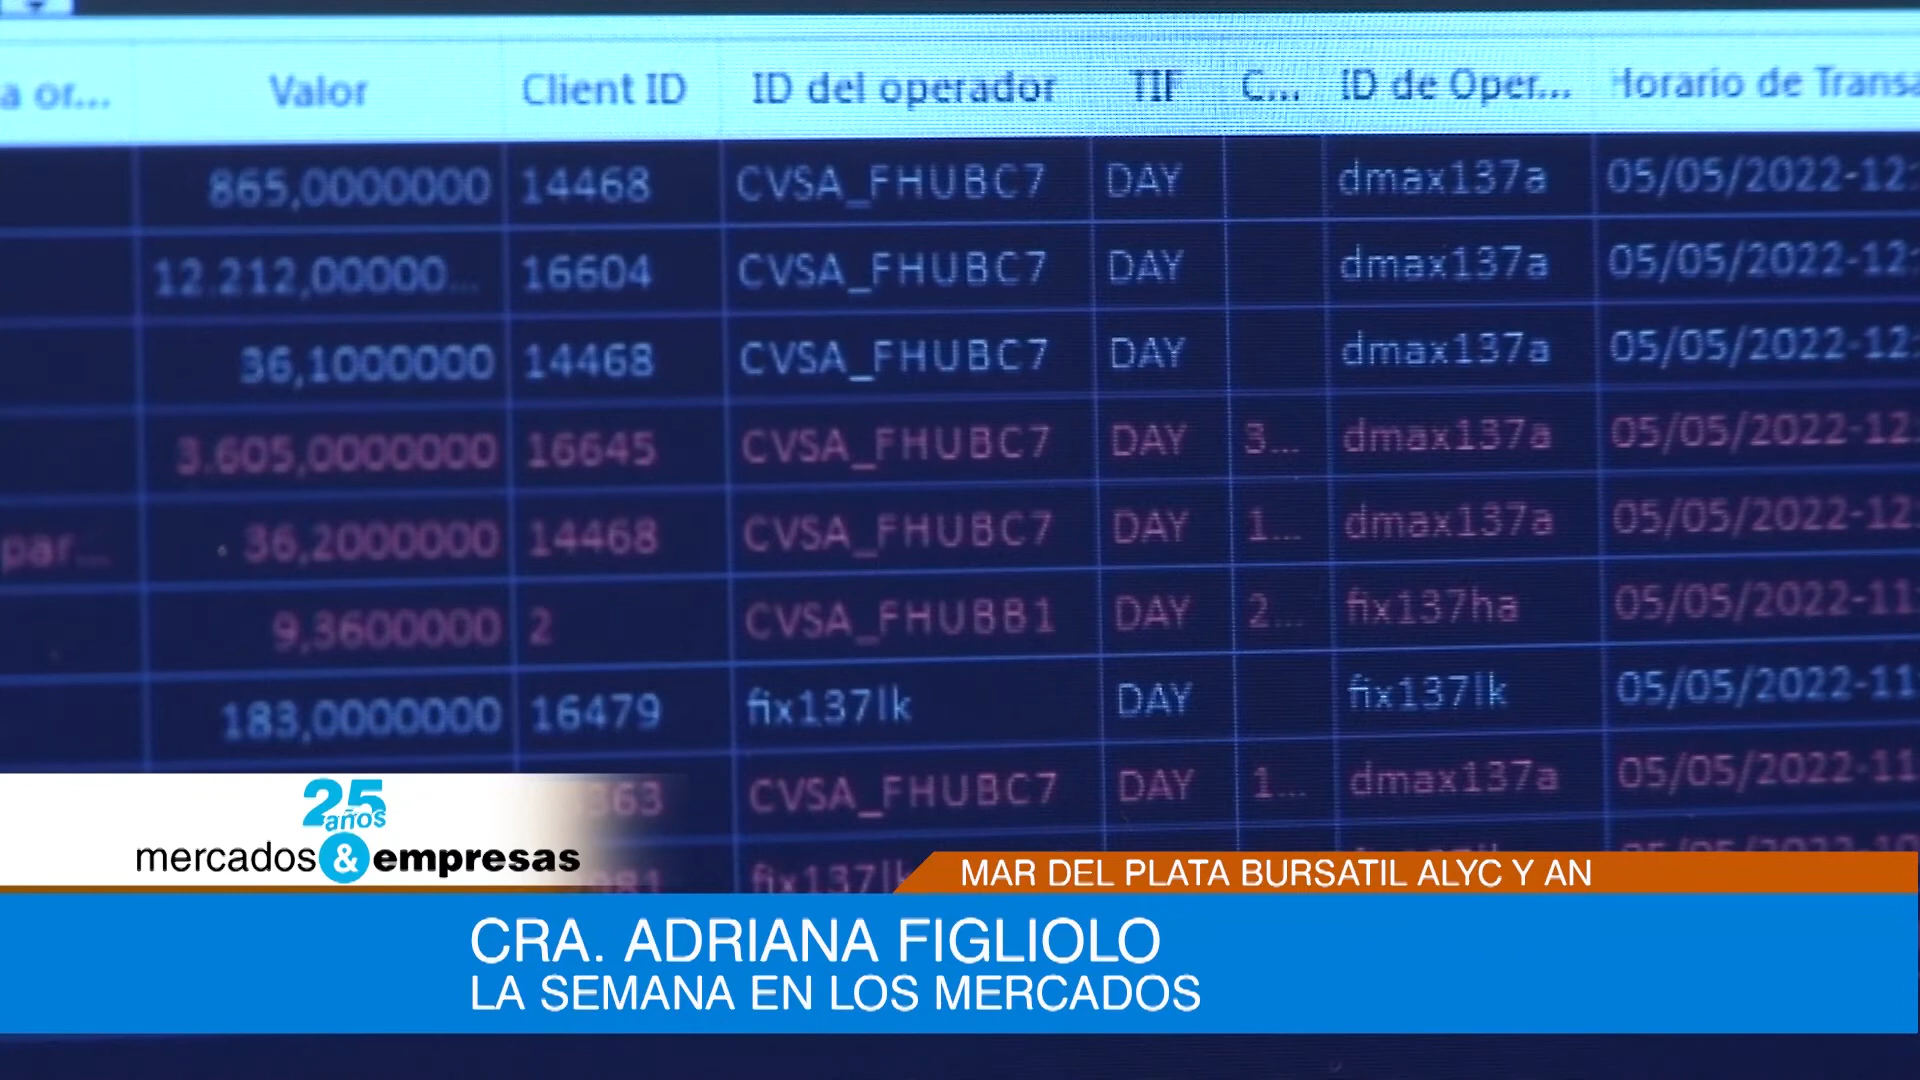 a or... Valor Client ID ID del operador TIF C... ID de Oper... Horario de Transa
865,0000000 14468 CVSA_FHUBC7 DAY dmax137a 05/05/2022-12:
12.212,00000... 16604 CVSA_FHUBC7 DAY dmax137a 05/05/2022-12:
36,1000000 14468 CVSA_FHUBC7 DAY dmax137a 05/05/2022-12:
3.605,0000000 16645 CVSA_FHUBC7 DAY 3... dmax137a 05/05/2022-12:
par... 36,2000000 14468 CVSA_FHUBC7 DAY 1... dmax137a 05/05/2022-12:
9,3600000 2 CVSA_FHUBB1 DAY 2... fix137ha 05/05/2022-11:
183,0000000 16479 fix137lk DAY fix137lk 05/05/2022-11:
363 CVSA_FHUBC7 DAY 1... dmax137a 05/05/2022-11:
25
años
mercados & empresas
MAR DEL PLATA BURSATIL ALYC Y AN
CRA. ADRIANA FIGLIOLO
LA SEMANA EN LOS MERCADOS